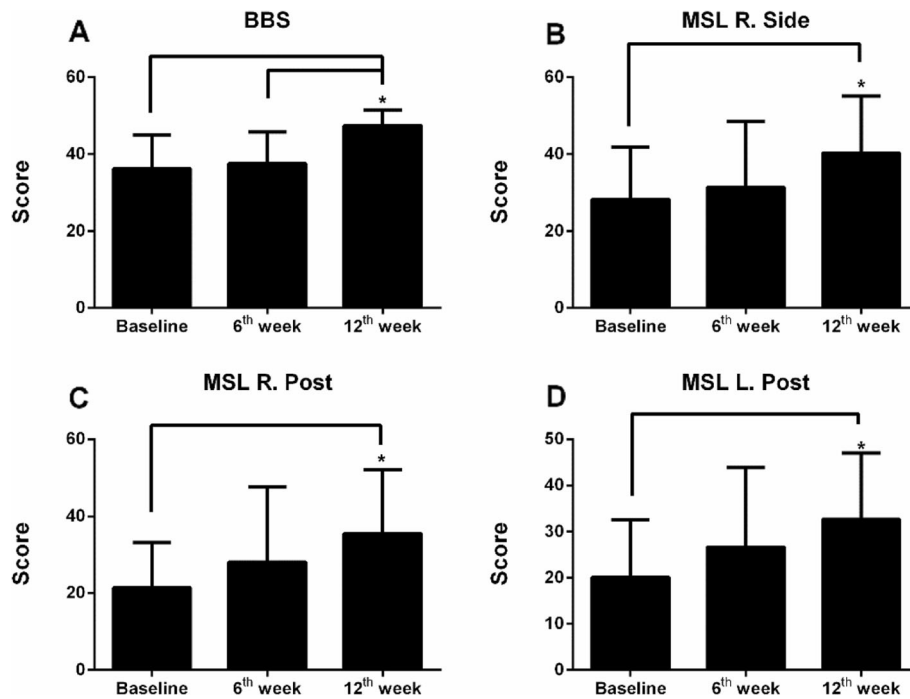 A
BBS
Score
60
40
20
0
*
Baseline 6th week 12th week
B
MSL R. Side
Score
60
40
20
0
*
Baseline 6th week 12th week
C
MSL R. Post
Score
60
40
20
0
*
Baseline 6th week 12th week
D
MSL L. Post
Score
50
40
30
20
10
0
*
Baseline 6th week 12th week